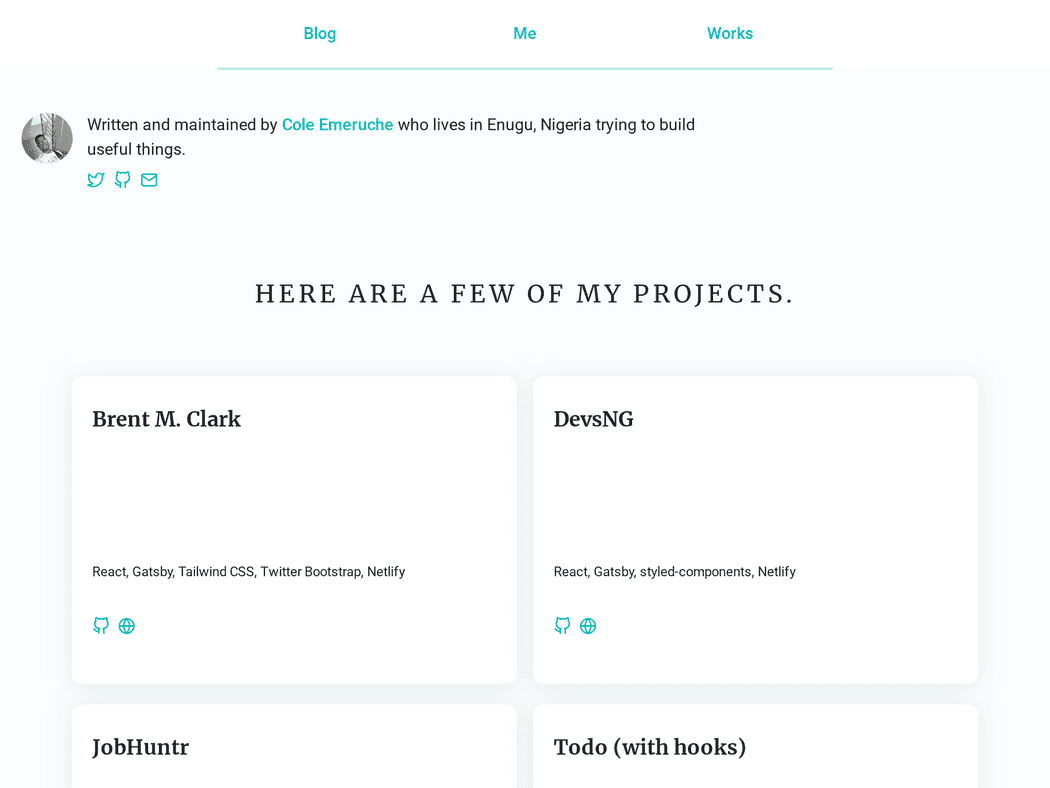 Blog Me Works
Written and maintained by Cole Emeruche who lives in Enugu, Nigeria trying to build
useful things.
HERE ARE A FEW OF MY PROJECTS.
Brent M. Clark
React, Gatsby, Tailwind CSS, Twitter Bootstrap, Netlify
DevsNG
React, Gatsby, styled-components, Netlify
JobHuntr
Todo (with hooks)